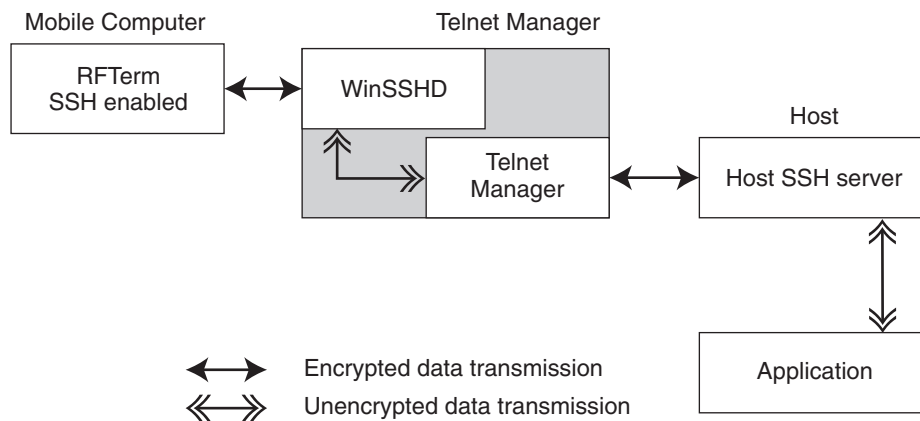 Mobile Computer
Telnet Manager
RFTerm
SSH enabled
WinSSHD
Host
Telnet
Manager
Host SSH server
Application
Encrypted data transmission
Unencrypted data transmission